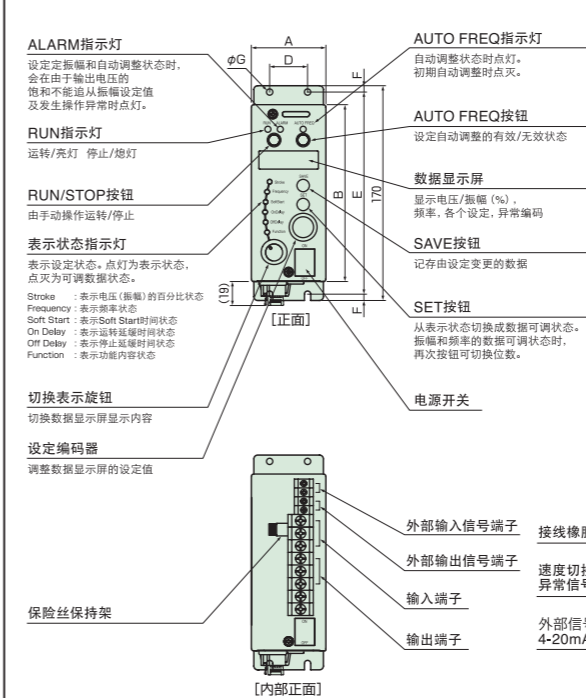 ALARM指示灯
设定定振幅和自动调整状态时，
会在由于输出电压的
饱和不能追从振幅设定值
及发生操作异常时点灯。
RUN指示灯
运转/亮灯 停止/熄灯
RUN/STOP按钮
由手动操作运转/停止
表示状态指示灯
表示设定状态。点灯为表示状态，
点灭为可调数据状态。
Stroke ：表示电压（振幅）的百分比状态
Frequency：表示频率状态
Soft Start ：表示Soft Start时间状态
On Delay ：表示运转延缓时间状态
Off Delay ：表示停止延缓时间状态
Function ：表示功能内容状态
切换表示旋钮
切换数据显示屏显示内容
设定编码器
调整数据显示屏的设定值
A
D
φG
F
B
E
170
F
(19)
RUN ALARM AUTO FREQ
SAVE
SET
Stroke
Frequency
Soft Start
On Delay
Off Delay
Function
ON
OFF
[正面]
AUTO FREQ指示灯
自动调整状态时点灯。
初期自动调整时点灭。
AUTO FREQ按钮
设定自动调整的有效/无效状态
数据显示屏
显示电压/振幅（%），
频率，各个设定，异常编码
SAVE按钮
记存由设定变更的数据
SET按钮
从表示状态切换成数据可调状态。
振幅和频率的数据可调状态时，
再次按钮可切换位数。
电源开关
保险丝保持架
ON
OFF
[内部正面]
外部输入信号端子
外部输出信号端子
输入端子
输出端子
接线橡
速度切
异常信
外部信
4-20mA